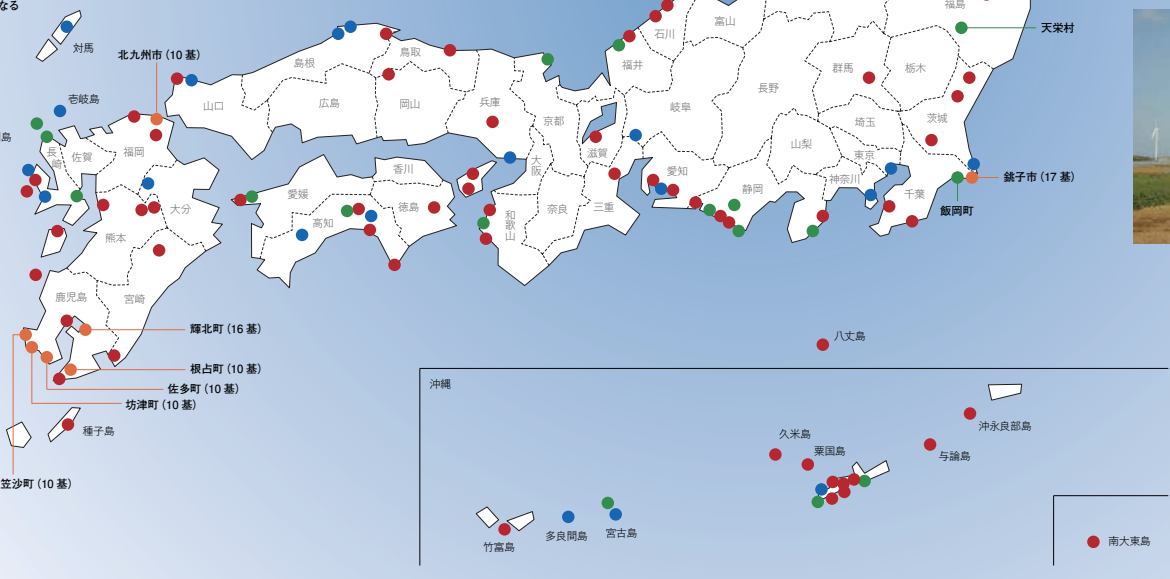 なる
福島
富山
天栄村
石川
対馬
鳥取
北九州市（10 基）
福井
島根
群馬
栃木
長野
壱岐島
山口
広島
岡山
兵庫
岐阜
京都
茨城
埼玉
島
長崎
佐賀
福岡
滋賀
山梨
東京
大阪
香川
愛知
神奈川
銚子市（17 基）
静岡
千葉
愛媛
徳島
三重
奈良
大分
飯岡町
高知
和歌山
熊本
鹿児島
宮崎
輝北町（16 基）
八丈島
根占町（10 基）
沖縄
佐多町（10 基）
坊津町（10 基）
沖永良部島
種子島
久米島
粟国島
与論島
笠沙町（10 基）
宮古島
多良間島
竹富島
南大東島